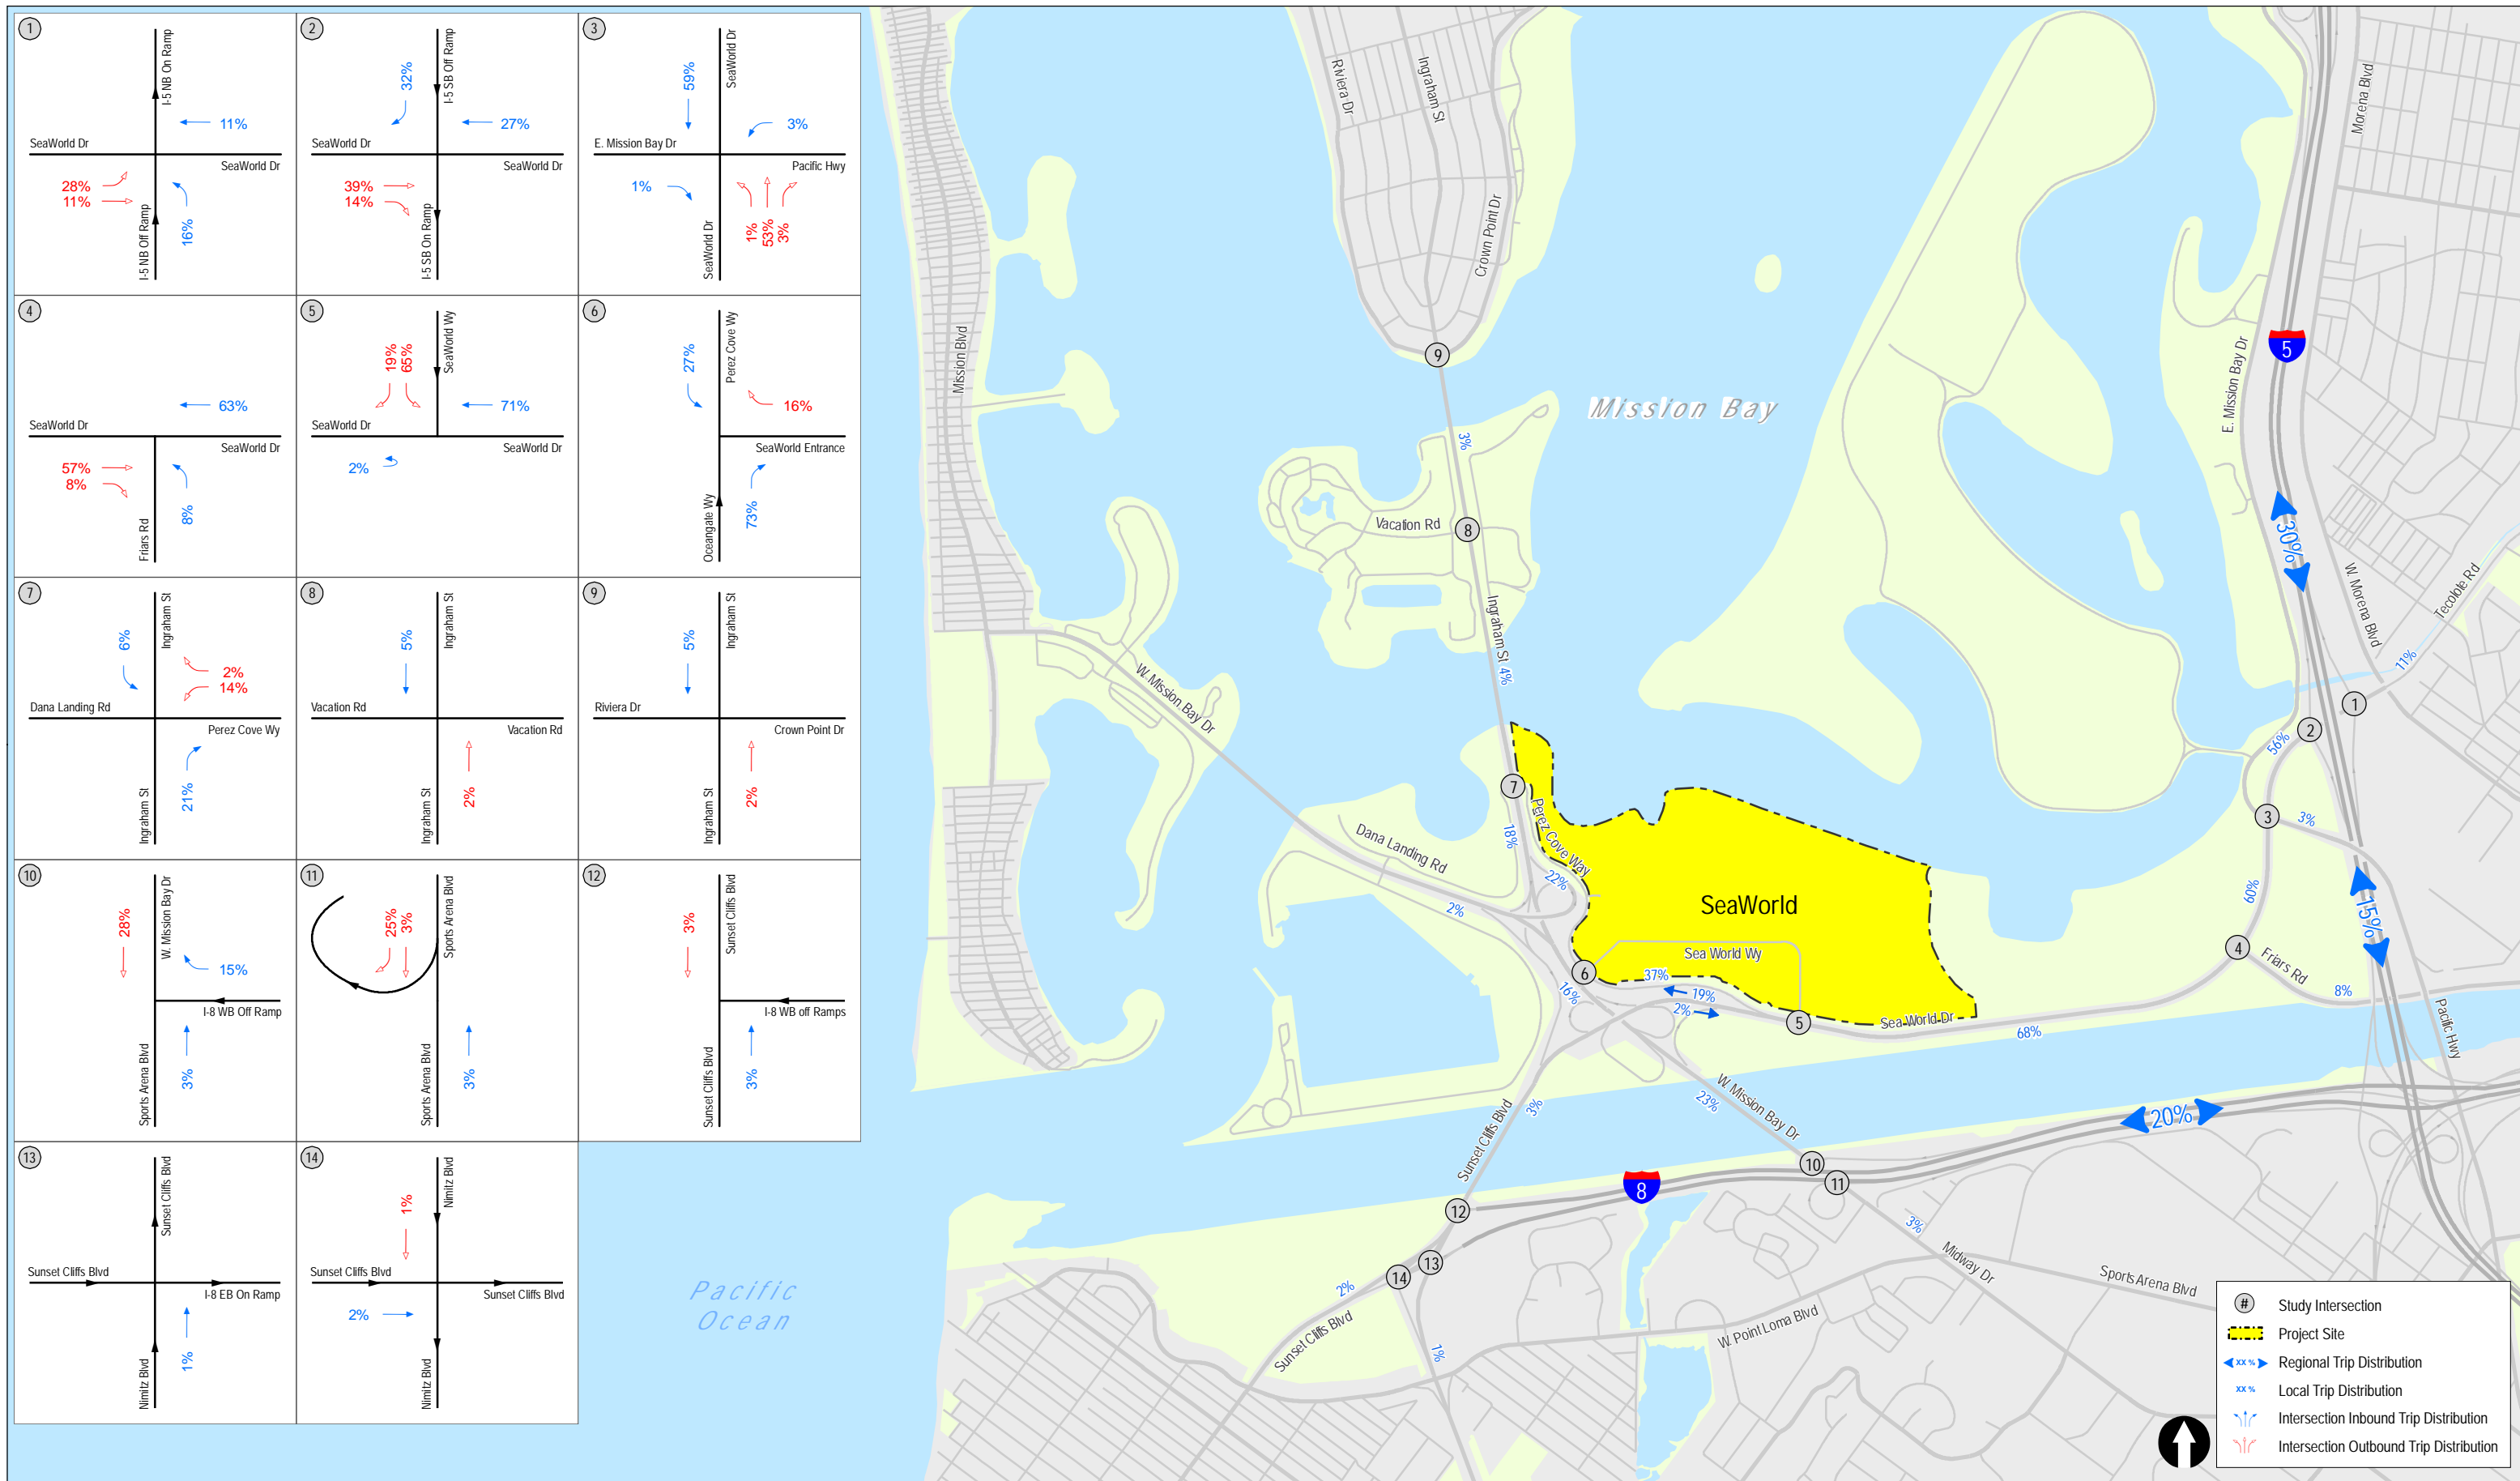 1
I-5 NB On Ramp
11%
SeaWorld Dr
SeaWorld Dr
28%
11%
16%
I-5 NB Off Ramp
2
32%
I-5 SB Off Ramp
27%
SeaWorld Dr
SeaWorld Dr
39%
14%
I-5 SB On Ramp
3
59%
SeaWorld Dr
3%
E. Mission Bay Dr
Pacific Hwy
1%
1%
53%
3%
SeaWorld Dr
4
63%
SeaWorld Dr
SeaWorld Dr
57%
8%
8%
Friars Rd
5
19%
65%
SeaWorld Wy
71%
SeaWorld Dr
SeaWorld Dr
2%
6
27%
Perez Cove Wy
16%
SeaWorld Entrance
Oceangate Wy
73%
7
6%
Ingraham St
2%
14%
Dana Landing Rd
Perez Cove Wy
Ingraham St
21%
8
5%
Ingraham St
Vacation Rd
Vacation Rd
Ingraham St
2%
9
5%
Ingraham St
Riviera Dr
Crown Point Dr
Ingraham St
2%
10
28%
W. Mission Bay Dr
15%
I-8 WB Off Ramp
Sports Arena Blvd
3%
11
25%
3%
Sports Arena Blvd
Sports Arena Blvd
3%
12
3%
Sunset Cliffs Blvd
I-8 WB off Ramps
Sunset Cliffs Blvd
3%
13
Sunset Cliffs Blvd
Sunset Cliffs Blvd
I-8 EB On Ramp
Nimitz Blvd
1%
14
1%
Nimitz Blvd
Sunset Cliffs Blvd
Sunset Cliffs Blvd
2%
Nimitz Blvd
Riviera Dr
Ingraham St
Crown Point Dr
Morena Blvd
Mission Blvd
9
5
E. Mission Bay Dr
Mission Bay
3%
Vacation Rd
8
30%
Ingraham St
4%
W. Morena Blvd
Tecolote Rd
11%
W. Mission Bay Dr
1
2
56%
7
Perez Cove Way
18%
3
3%
Dana Landing Rd
22%
60%
15%
SeaWorld
2%
Sea World Wy
4
Friars Rd
8%
6
37%
16%
19%
2%
5
Sea World Dr
68%
Pacific Hwy
W. Mission Bay Dr
23%
3%
Sunset Cliffs Blvd
20%
10
11
8
12
3%
13
14
Midway Dr
Sports Arena Blvd
2%
Sunset Cliffs Blvd
1%
W. Point Loma Blvd
Pacific
Ocean
# Study Intersection
Project Site
XX % Regional Trip Distribution
XX % Local Trip Distribution
Intersection Inbound Trip Distribution
Intersection Outbound Trip Distribution